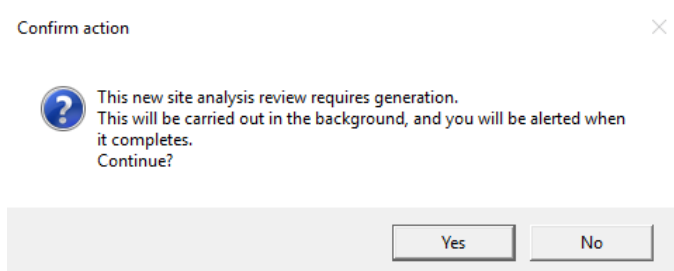 Confirm action
This new site analysis review requires generation.
This will be carried out in the background, and you will be alerted when
it completes.
Continue?
Yes
No